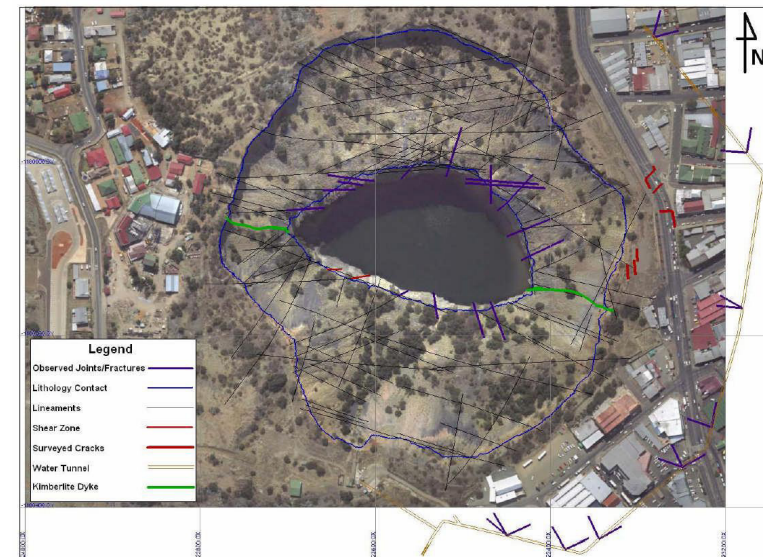 N
Legend
Observed Joints/Fractures
Lithology Contact
Lineaments
Shear Zone
Surveyed Cracks
Water Tunnel
Kimberlite Dyke